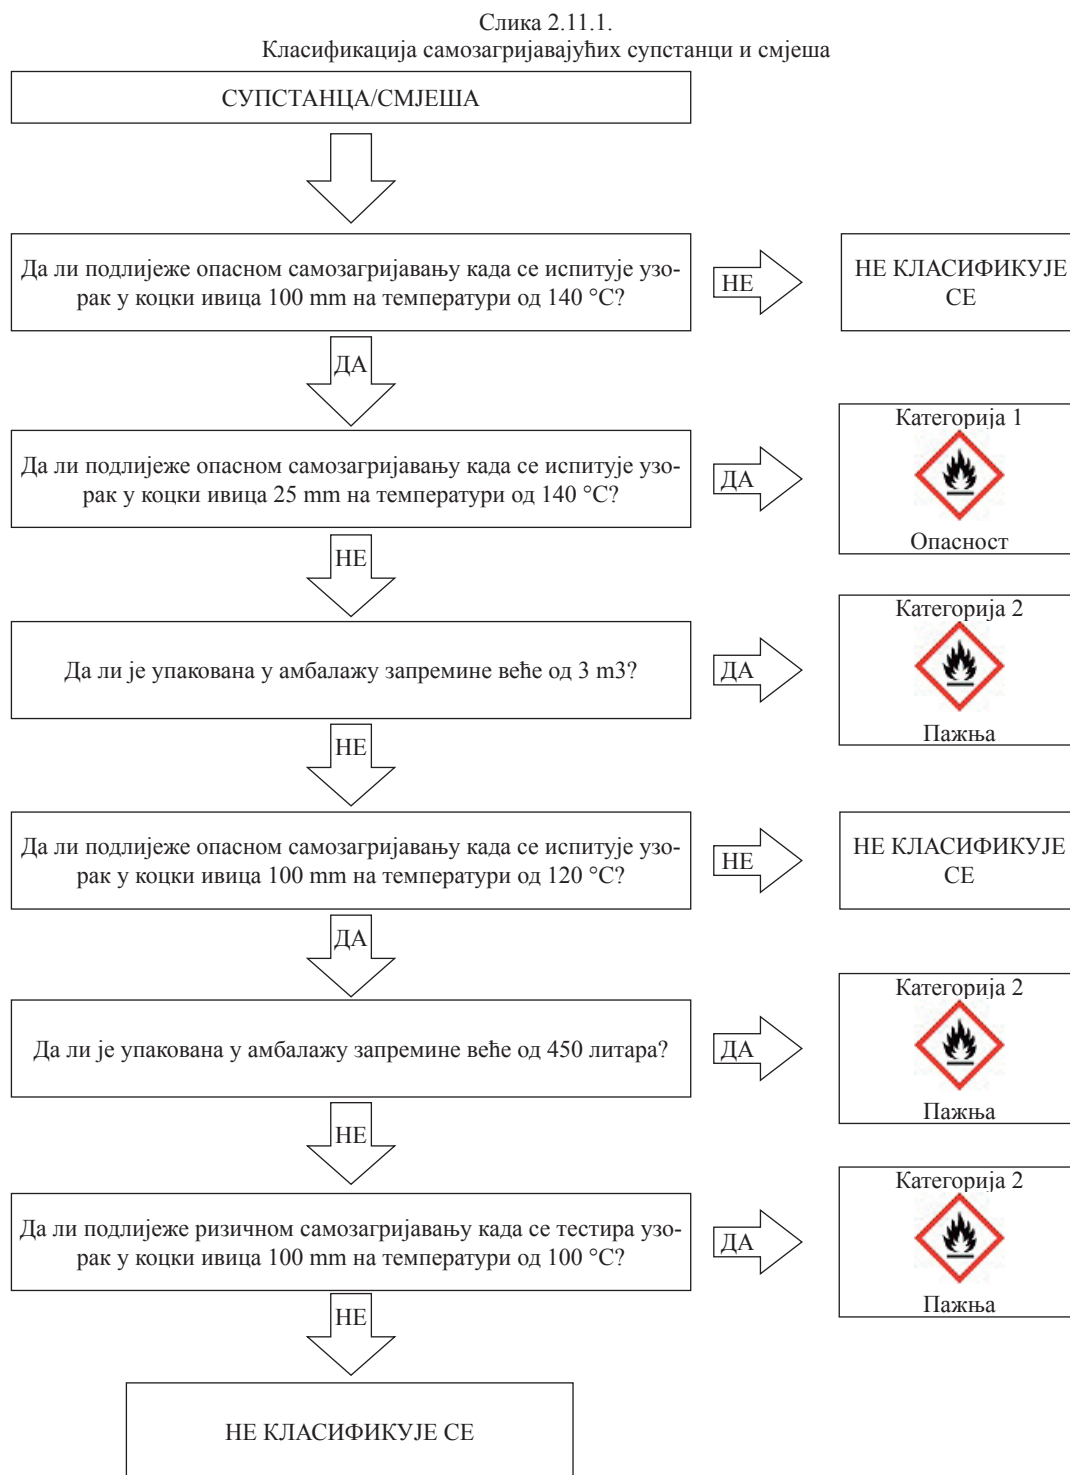 Слика 2.11.1.
Класификација самозагријавајућих супстанци и смјеша
СУПСТАНЦА/СМЈЕША
Да ли подлијеже опасном самозагријавању када се испитује узо-
рак у коцки ивица 100 mm на температури од 140 °C?
НЕ
НЕ КЛАСИФИКУЈЕ
СЕ
ДА
Да ли подлијеже опасном самозагријавању када се испитује узо-
рак у коцки ивица 25 mm на температури од 140 °C?
ДА
Категорија 1
Опасност
НЕ
Да ли је упакована у амбалажу запремине веће од 3 m3?
ДА
Категорија 2
Пажња
НЕ
Да ли подлијеже опасном самозагријавању када се испитује узо-
рак у коцки ивица 100 mm на температури од 120 °C?
НЕ
НЕ КЛАСИФИКУЈЕ
СЕ
ДА
Да ли је упакована у амбалажу запремине веће од 450 литара?
ДА
Категорија 2
Пажња
НЕ
Да ли подлијеже ризичном самозагријавању када се тестира узо-
рак у коцки ивица 100 mm на температури од 100 °C?
ДА
Категорија 2
Пажња
НЕ
НЕ КЛАСИФИКУЈЕ СЕ